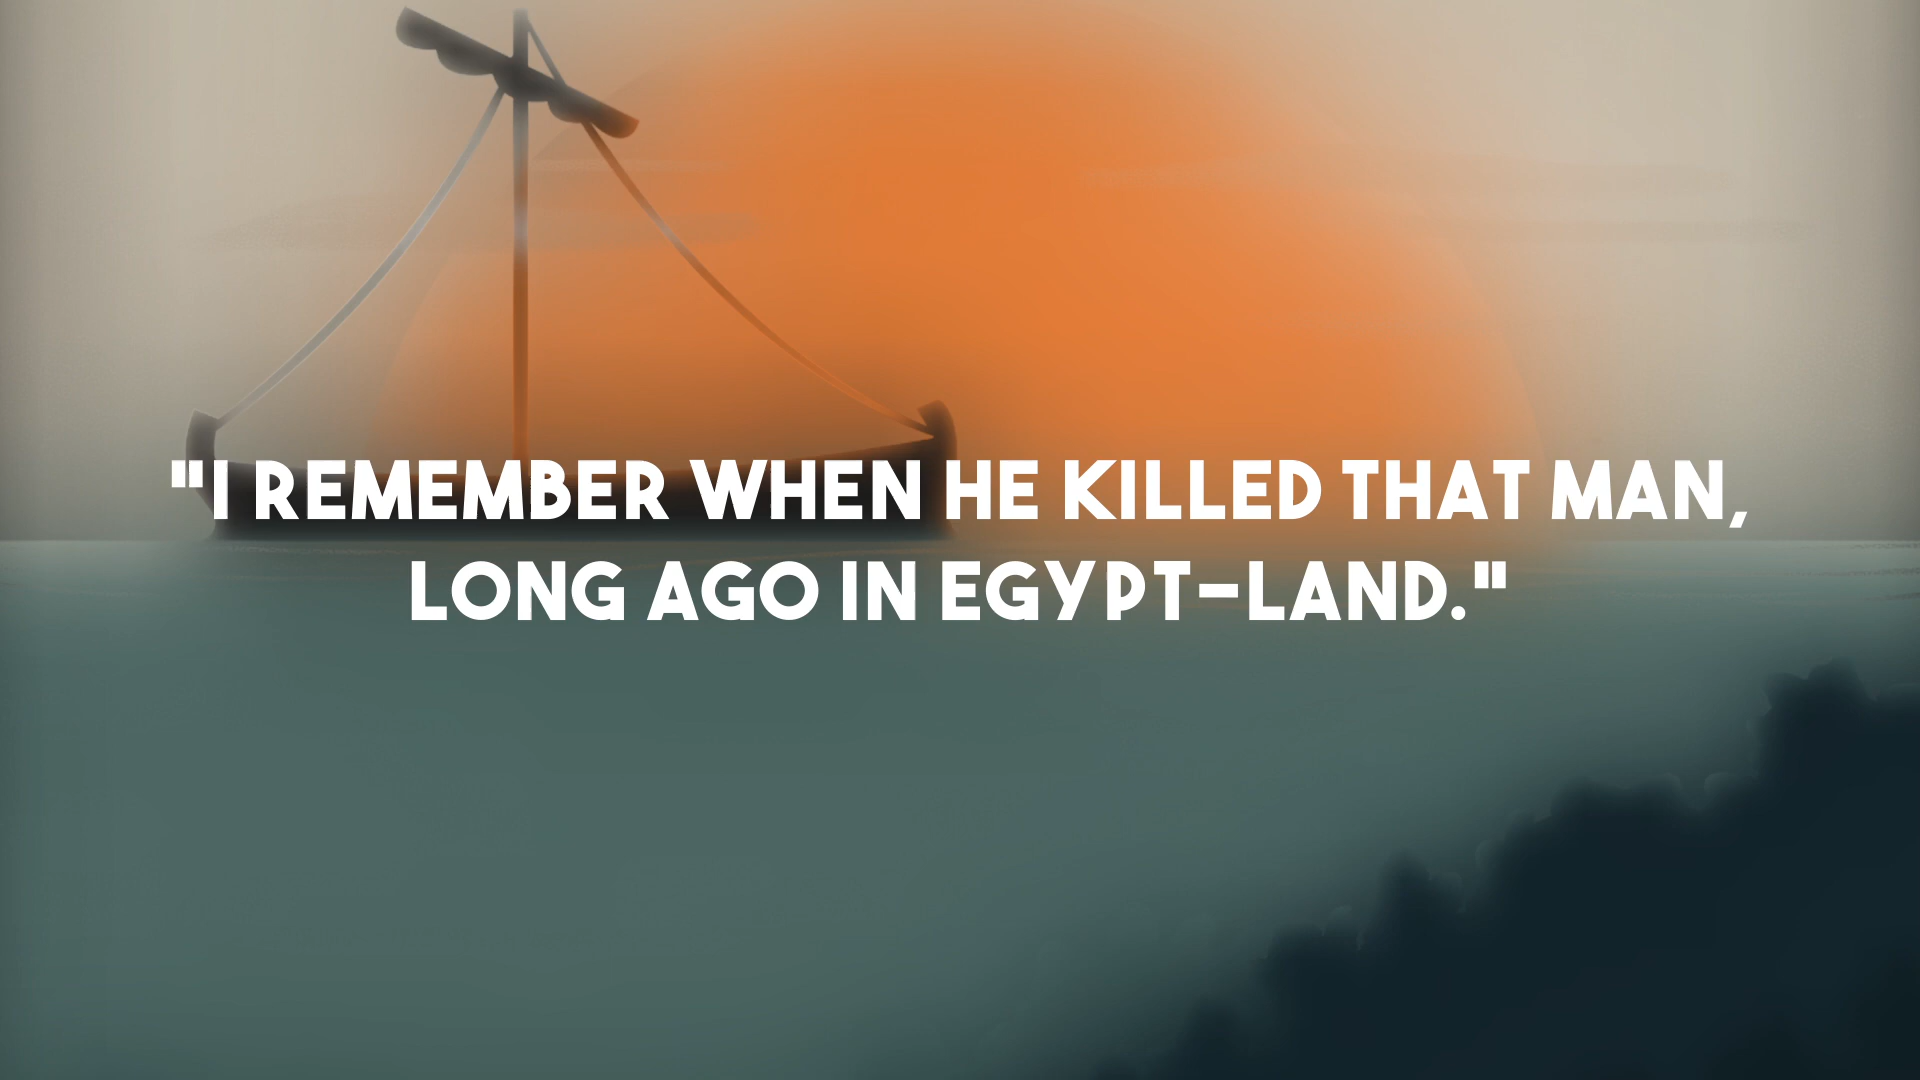 "I REMEMBER WHEN HE KILLED THAT MAN,
LONG AGO IN EGYPT-LAND."